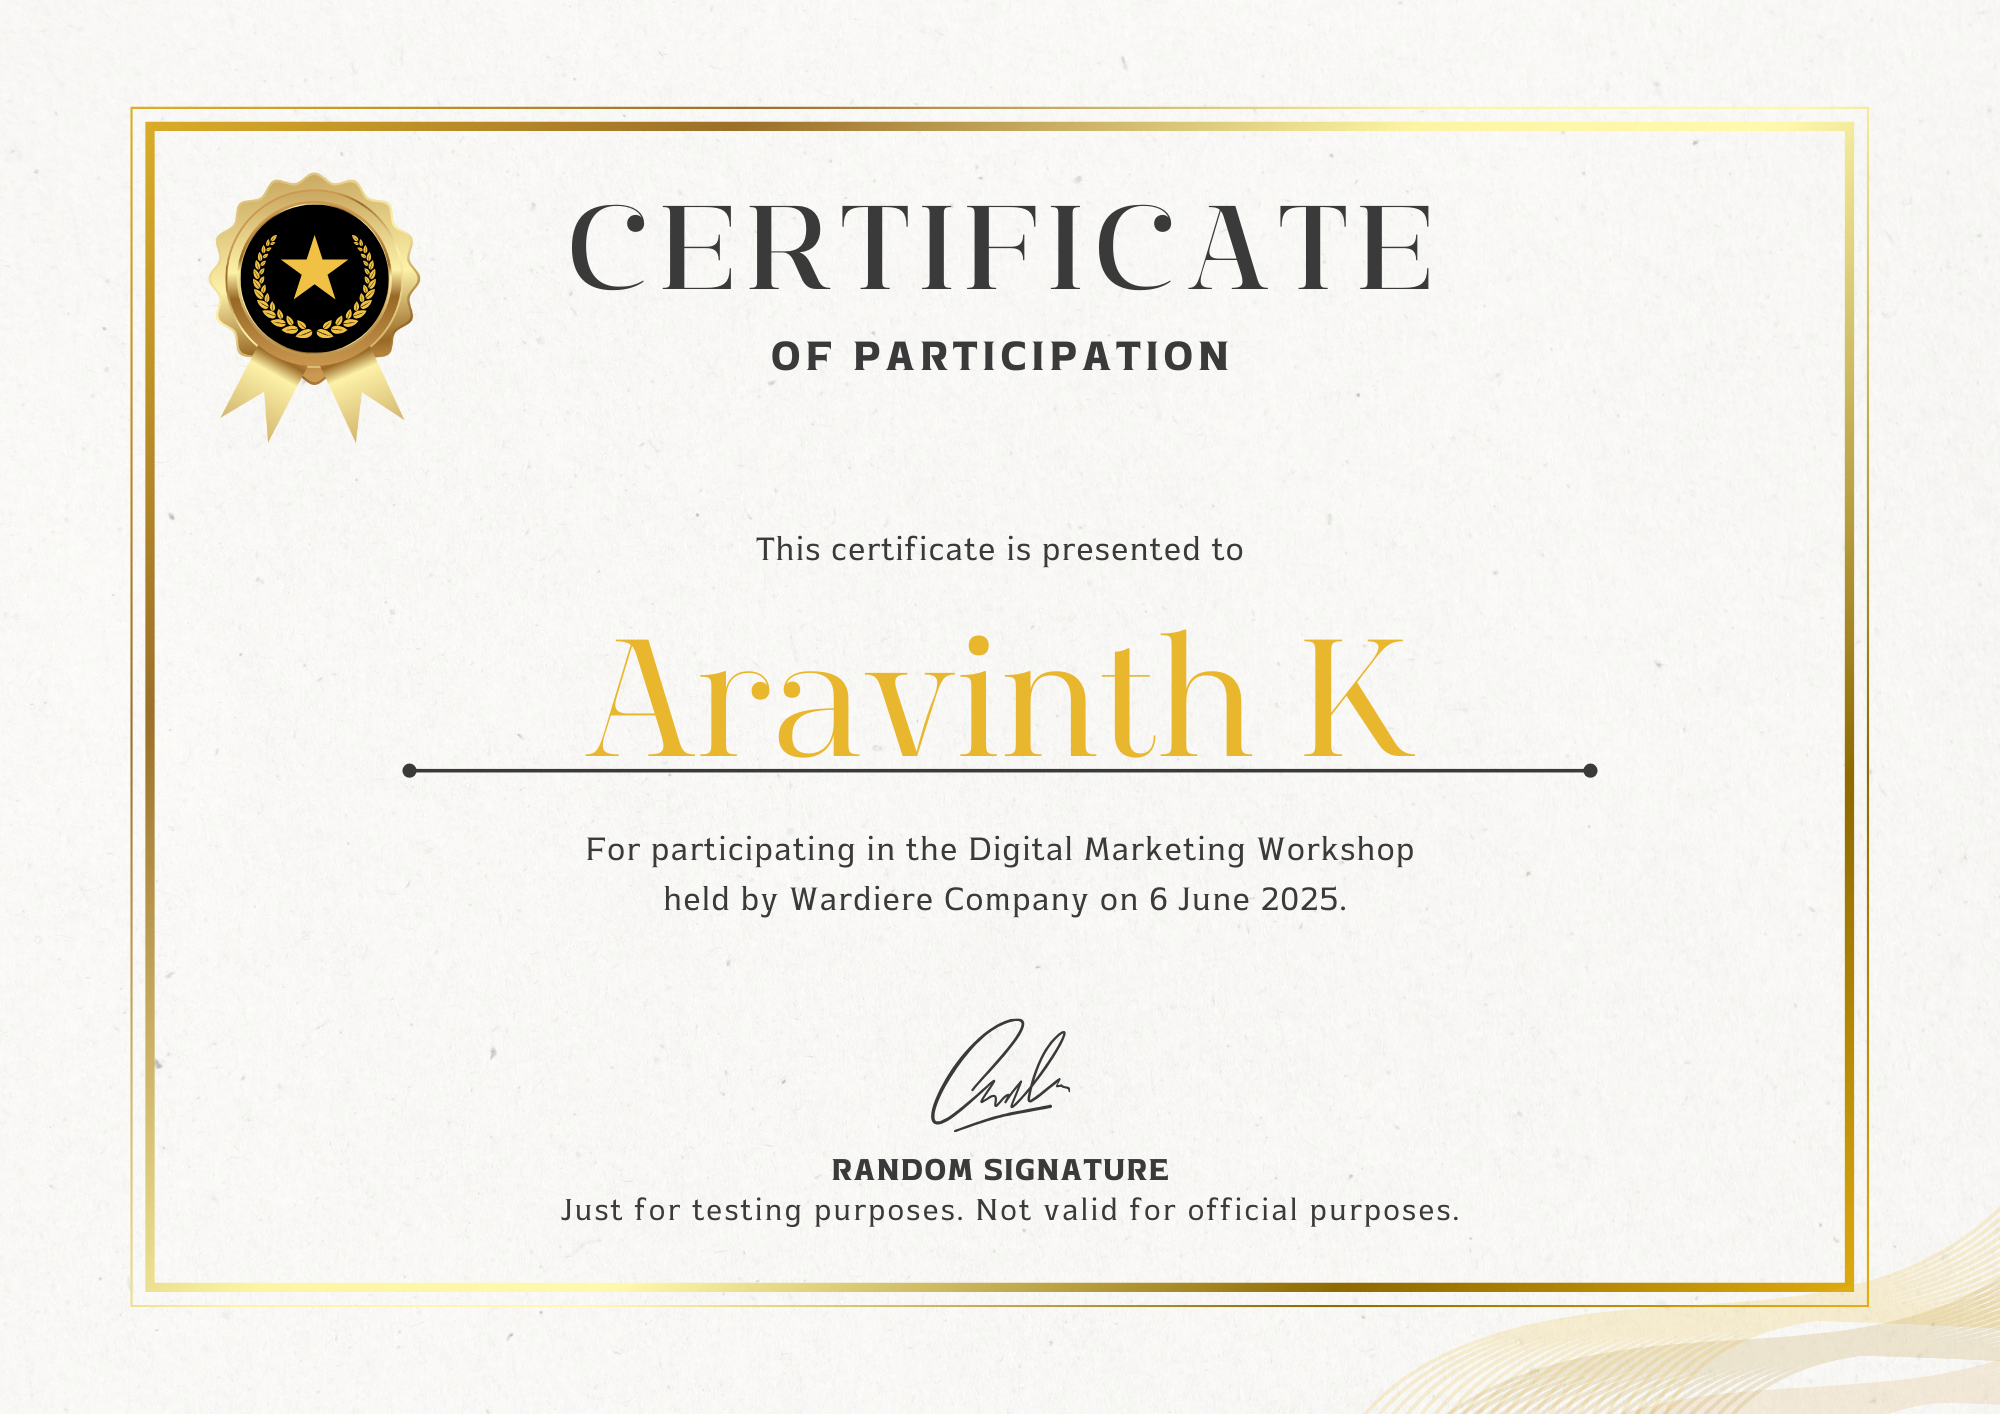 CERTIFICATE
OF PARTICIPATION
This certificate is presented to
Aravinth K
For participating in the Digital Marketing Workshop
held by Wardiere Company on 6 June 2025.
RANDOM SIGNATURE
Just for testing purposes. Not valid for official purposes.